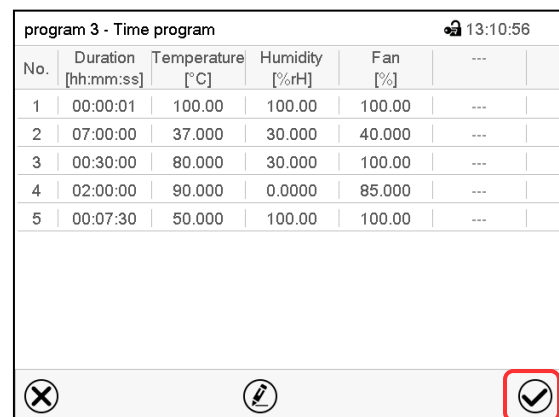 program 3 - Time program 13:10:56
No. Duration [hh:mm:ss] Temperature [°C] Humidity [%rH] Fan [%] ---
1 00:00:01 100.00 100.00 100.00 ---
2 07:00:00 37.000 30.000 40.000 ---
3 00:30:00 80.000 30.000 100.00 ---
4 02:00:00 90.000 0.0000 85.000 ---
5 00:07:30 50.000 100.00 100.00 ---